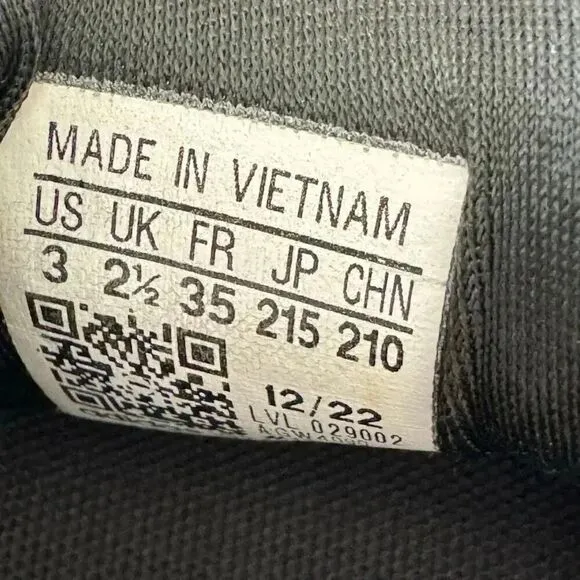 MADE IN VIETNAM
US UK FR JP CHN
3 2½ 35 215 210
12/22
LVL 029002